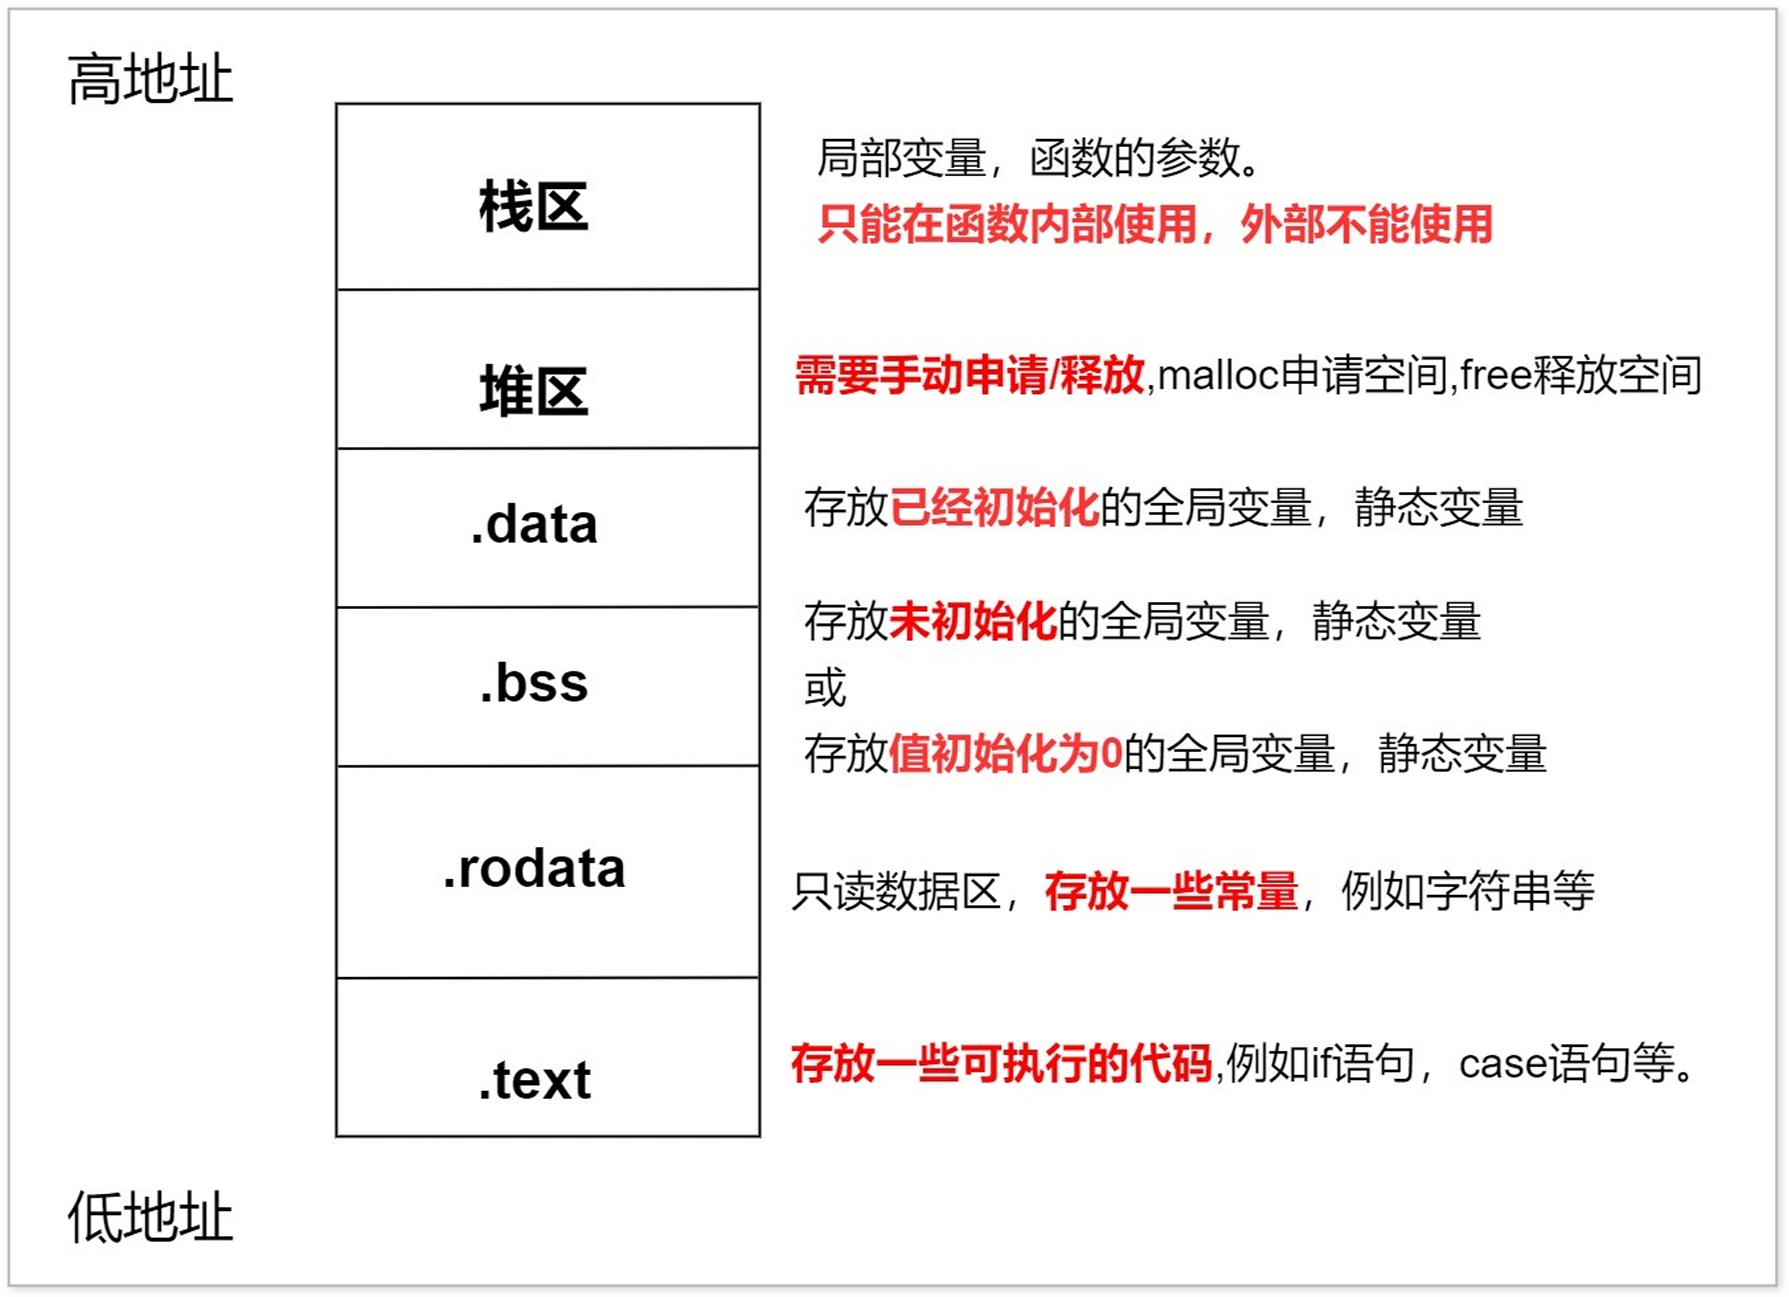 高地址
栈区
局部变量，函数的参数。
只能在函数内部使用，外部不能使用
堆区
需要手动申请/释放,malloc申请空间,free释放空间
.data
存放已经初始化的全局变量，静态变量
.bss
存放未初始化的全局变量，静态变量
或
存放值初始化为0的全局变量，静态变量
.rodata
只读数据区，存放一些常量，例如字符串等
.text
存放一些可执行的代码,例如if语句，case语句等。
低地址